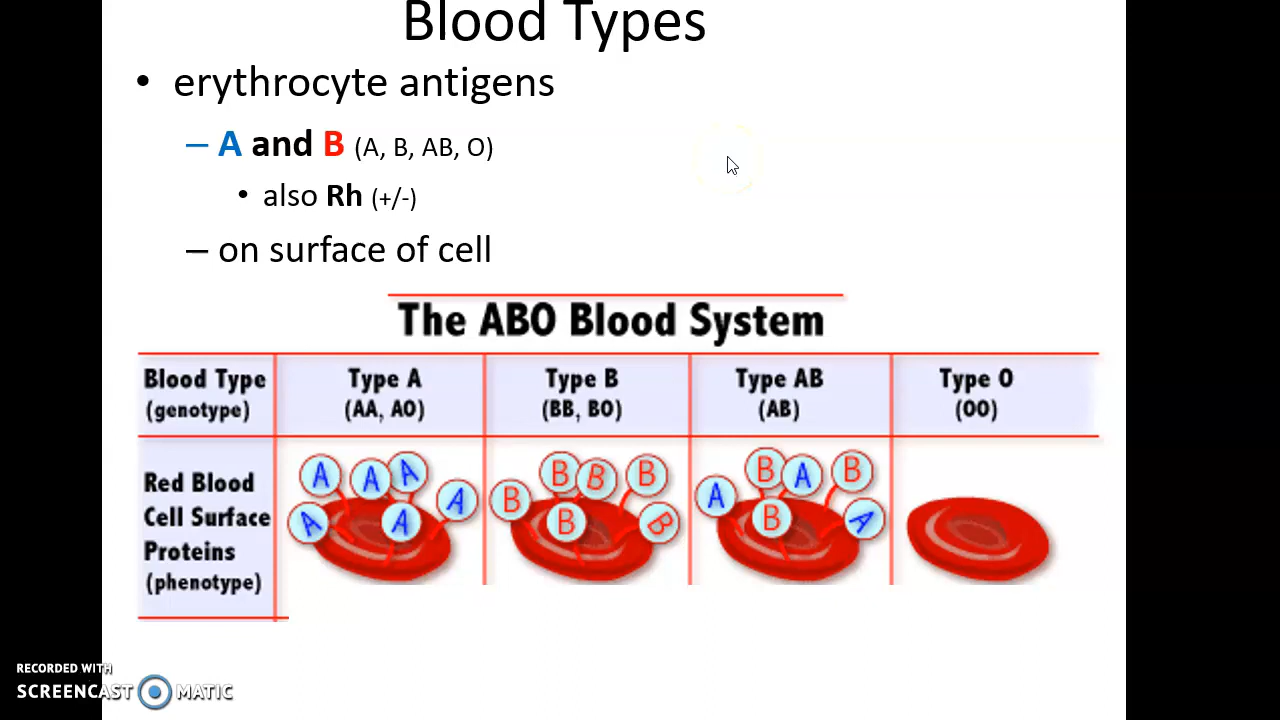 Blood Types
• erythrocyte antigens
– A and B (A, B, AB, O)
• also Rh (+/-)
– on surface of cell
The ABO Blood System
Blood Type (genotype)
Type A (AA, AO)
Type B (BB, BO)
Type AB (AB)
Type O (OO)
Red Blood
Cell Surface
Proteins
(phenotype)
A A A A A A
B B B B B B
A B A B B A
RECORDED WITH
SCREENCAST MATIC